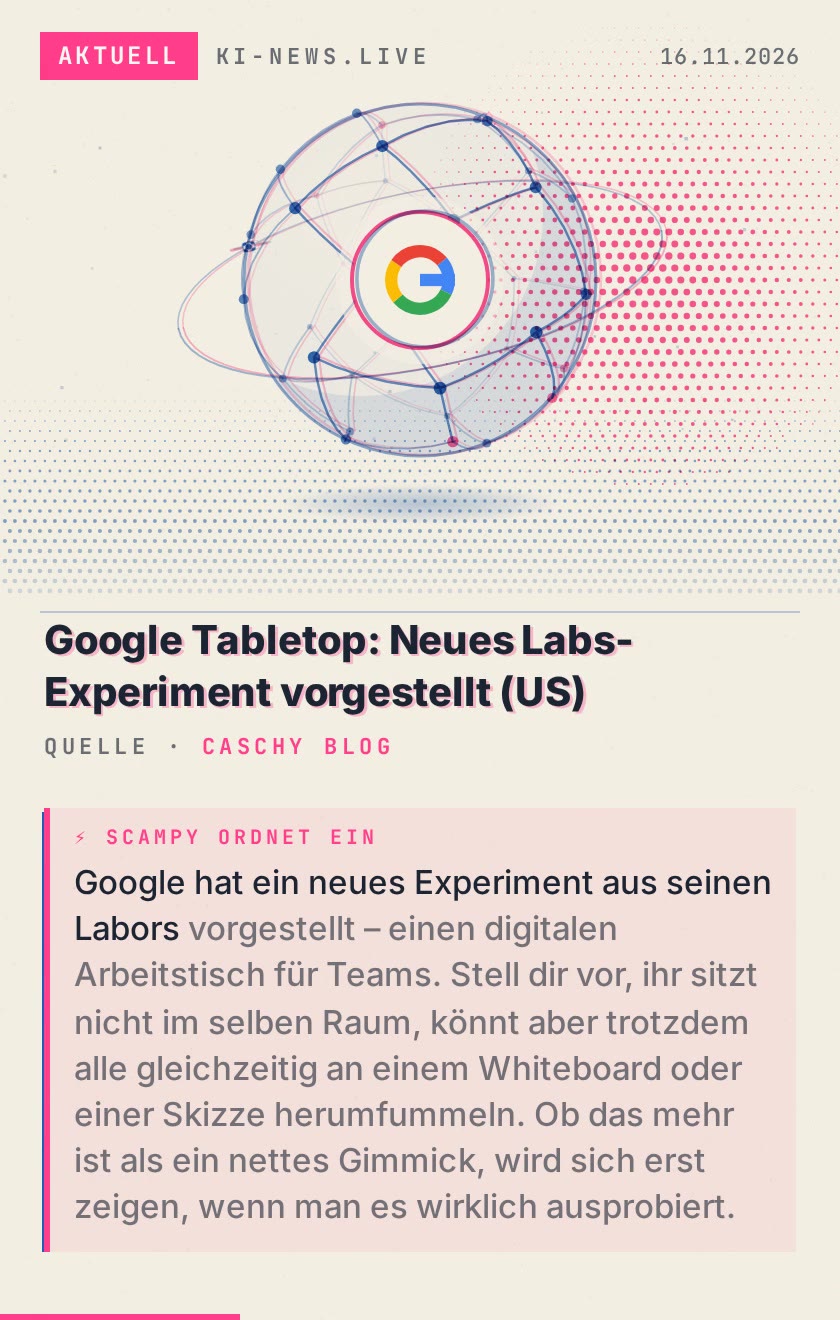 AKTUELL KI-NEWS.LIVE 16.11.2026
Google Tabletop: Neues Labs-
Experiment vorgestellt (US)
QUELLE · CASCHY BLOG
⚡ SCAMPY ORDNET EIN
Google hat ein neues Experiment aus seinen
Labors vorgestellt – einen digitalen
Arbeitstisch für Teams. Stell dir vor, ihr sitzt
nicht im selben Raum, könnt aber trotzdem
alle gleichzeitig an einem Whiteboard oder
einer Skizze herumfummeln. Ob das mehr
ist als ein nettes Gimmick, wird sich erst
zeigen, wenn man es wirklich ausprobiert.